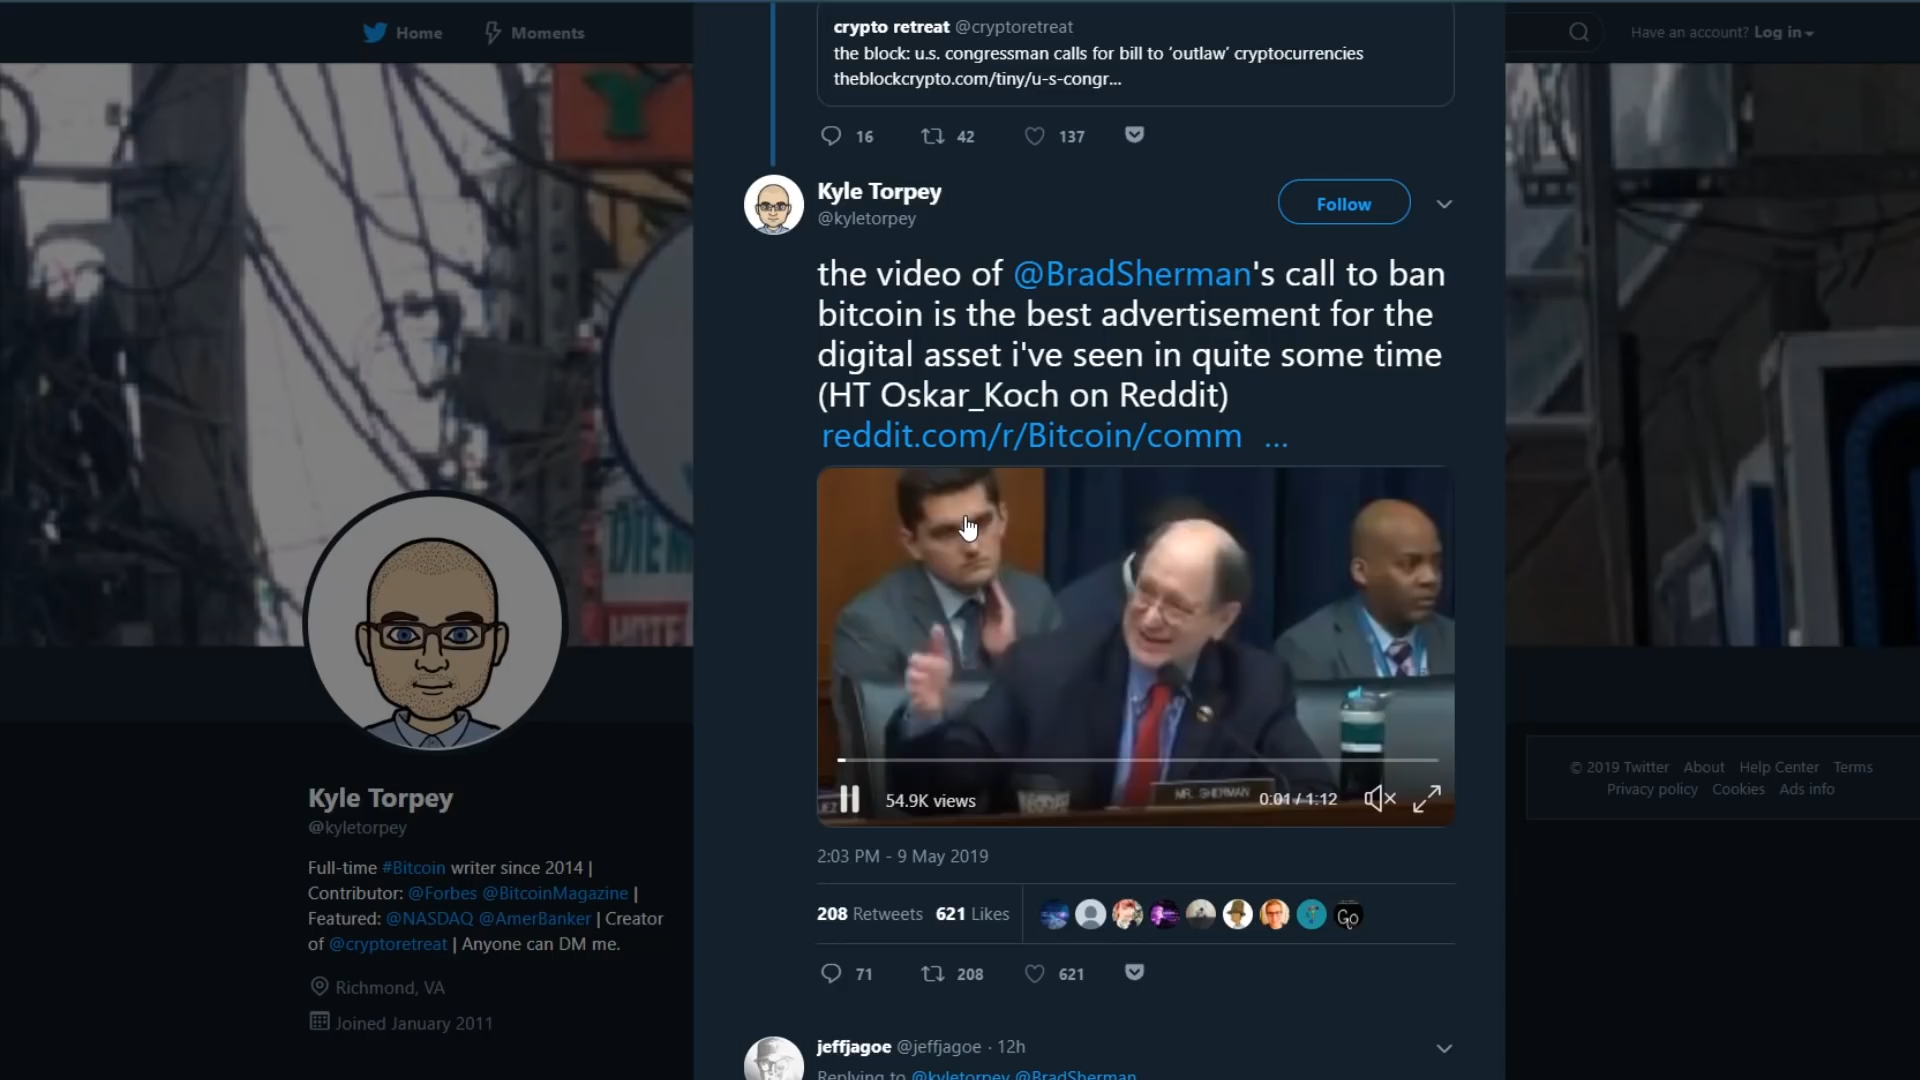 Home
Moments
Have an account? Log in
crypto retreat @cryptoretreat
the block: u.s. congressman calls for bill to ‘outlaw’ cryptocurrencies
theblockcrypto.com/tiny/u-s-congr...
16 42 137
Kyle Torpey
@kyletorpey
Follow
the video of @BradSherman's call to ban
bitcoin is the best advertisement for the
digital asset i've seen in quite some time
(HT Oskar_Koch on Reddit)
reddit.com/r/Bitcoin/comm ...
MR. SHERMAN
54.9K views
0:01 / 1:12
2:03 PM - 9 May 2019
208 Retweets 621 Likes
Go
71 208 621
jeffjagoe @jeffjagoe · 12h
Replying to @kyletorpey @BradSherman
Kyle Torpey
@kyletorpey
Full-time #Bitcoin writer since 2014 |
Contributor: @Forbes @BitcoinMagazine |
Featured: @NASDAQ @AmerBanker | Creator
of @cryptoretreat | Anyone can DM me.
Richmond, VA
Joined January 2011
© 2019 Twitter About Help Center Terms
Privacy policy Cookies Ads info